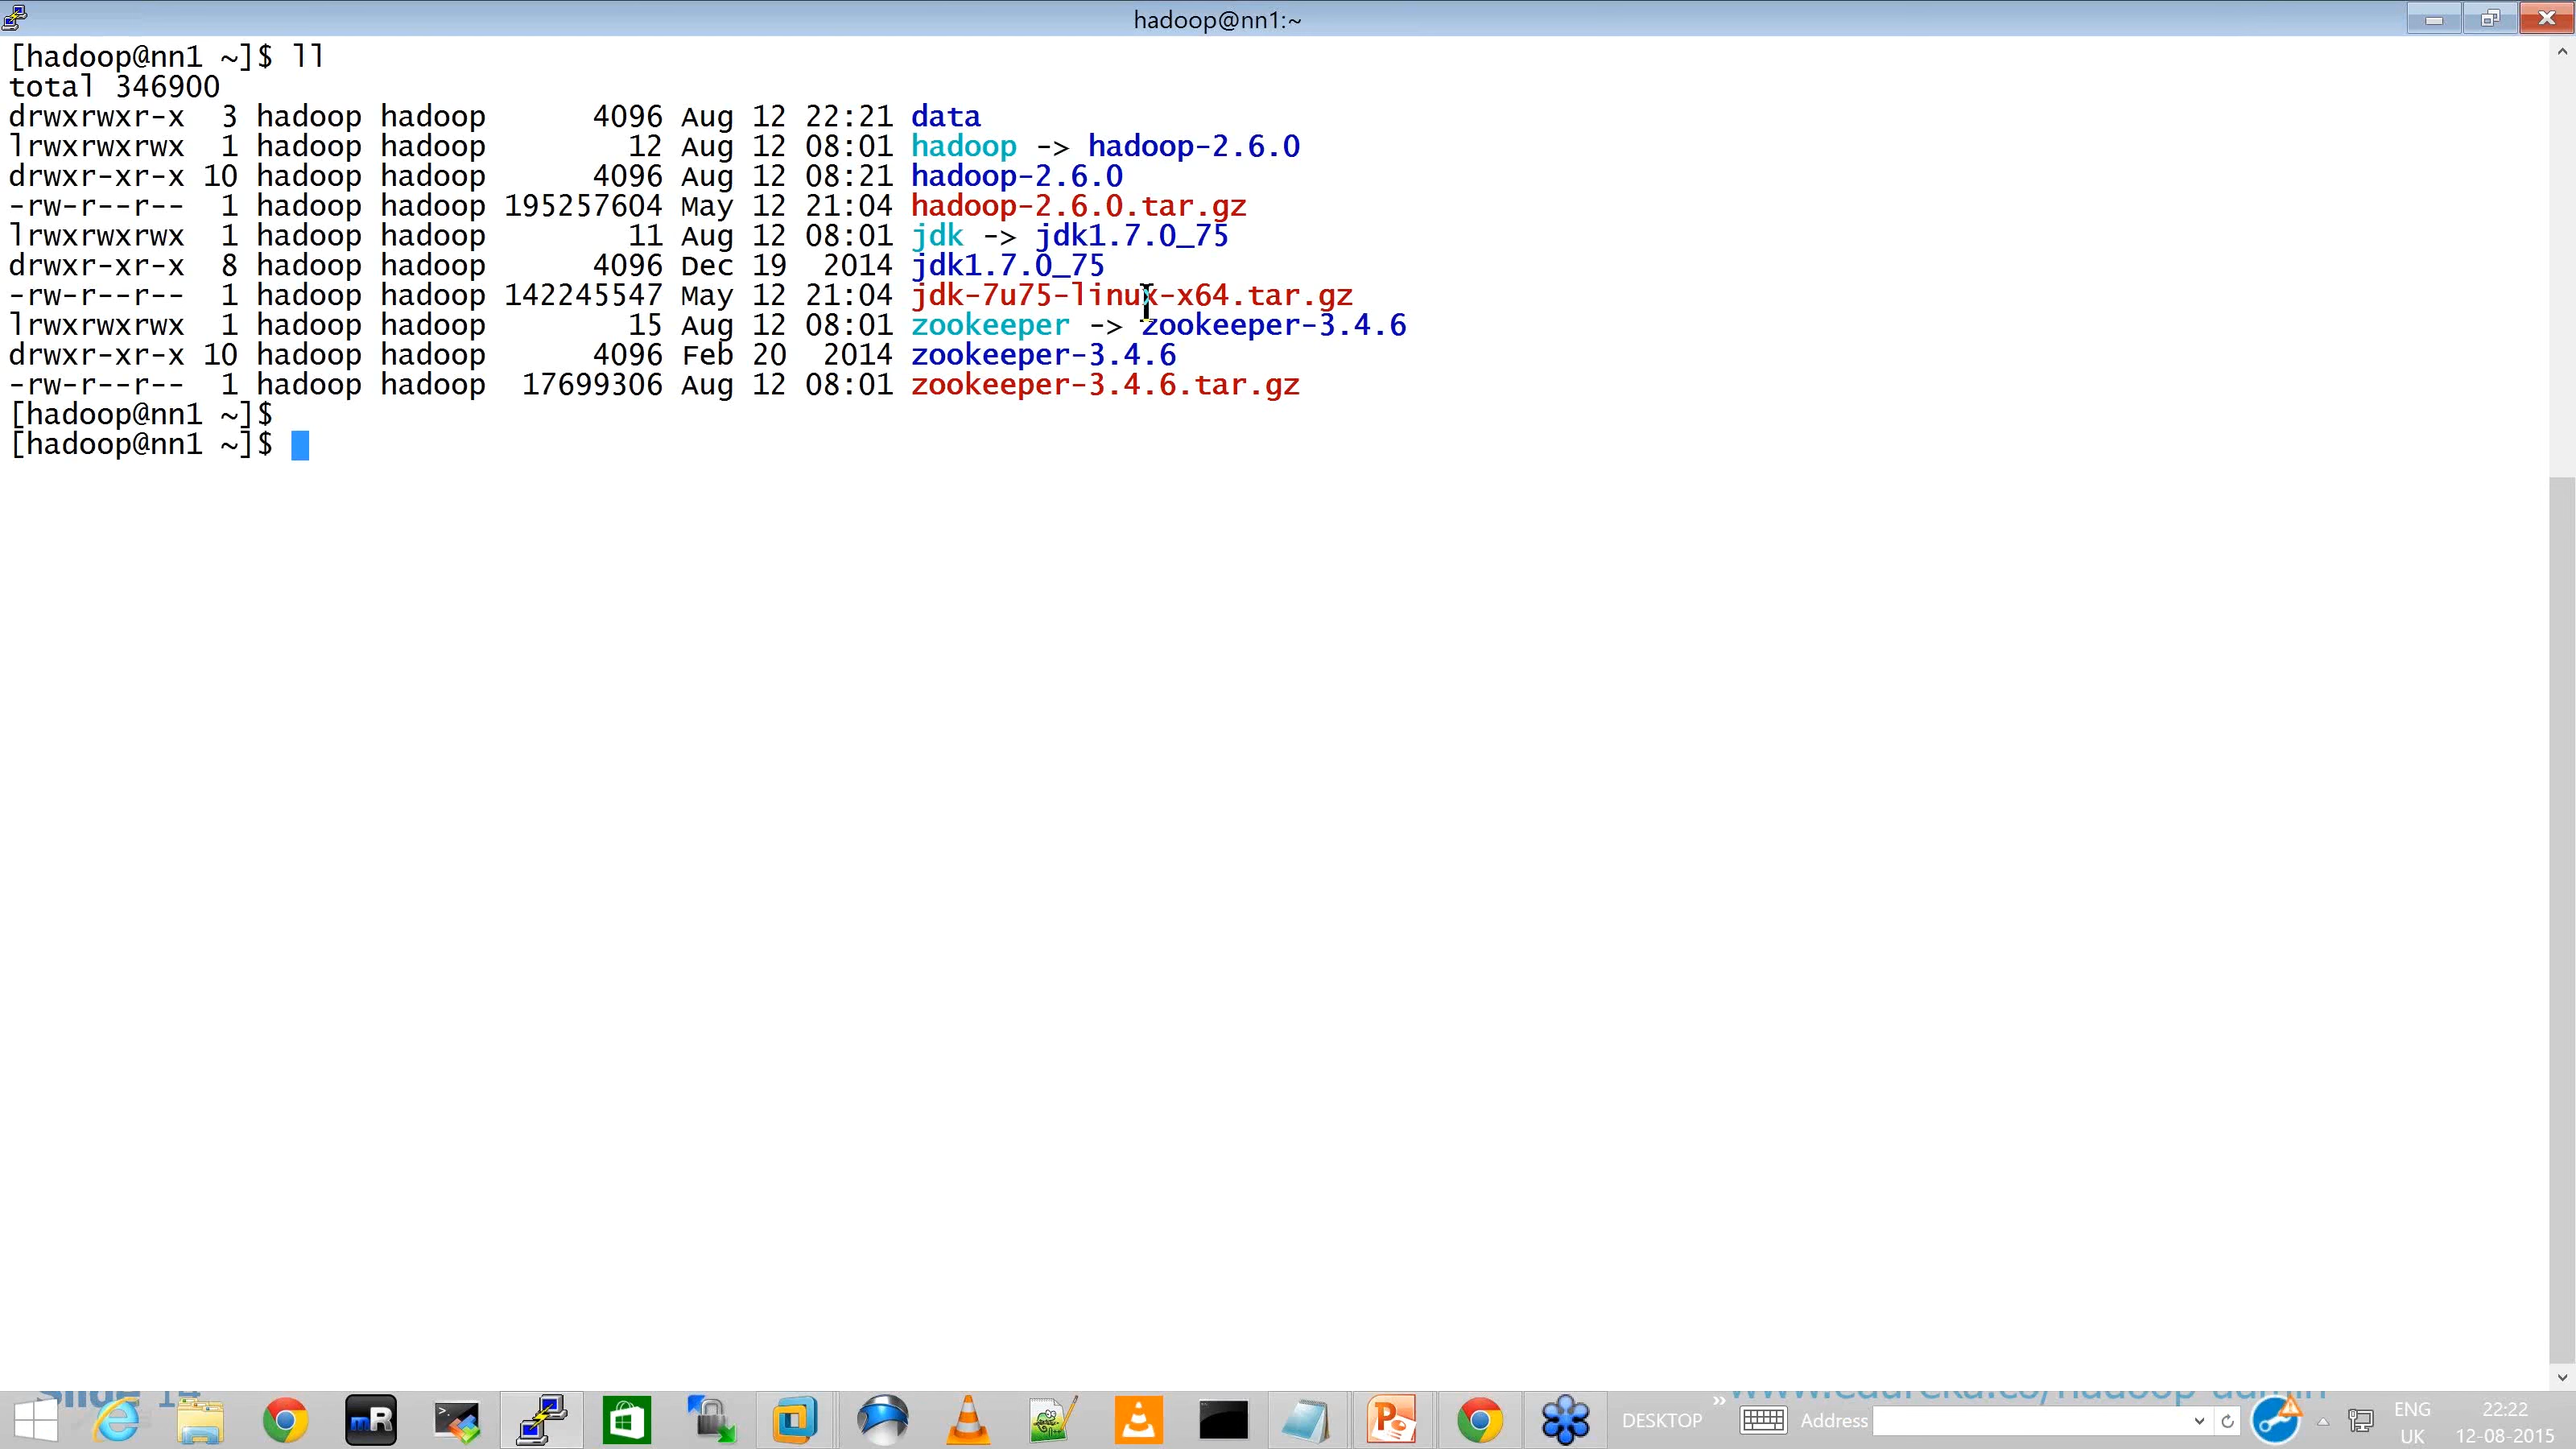 hadoop@nn1:~
[hadoop@nn1 ~]$ ll
total 346900
drwxrwxr-x  3 hadoop hadoop      4096 Aug 12 22:21 data
lrwxrwxrwx  1 hadoop hadoop        12 Aug 12 08:01 hadoop -> hadoop-2.6.0
drwxr-xr-x 10 hadoop hadoop      4096 Aug 12 08:21 hadoop-2.6.0
-rw-r--r--  1 hadoop hadoop 195257604 May 12 21:04 hadoop-2.6.0.tar.gz
lrwxrwxrwx  1 hadoop hadoop        11 Aug 12 08:01 jdk -> jdk1.7.0_75
drwxr-xr-x  8 hadoop hadoop      4096 Dec 19  2014 jdk1.7.0_75
-rw-r--r--  1 hadoop hadoop 142245547 May 12 21:04 jdk-7u75-linux-x64.tar.gz
lrwxrwxrwx  1 hadoop hadoop        15 Aug 12 08:01 zookeeper -> zookeeper-3.4.6
drwxr-xr-x 10 hadoop hadoop      4096 Feb 20  2014 zookeeper-3.4.6
-rw-r--r--  1 hadoop hadoop  17699306 Aug 12 08:01 zookeeper-3.4.6.tar.gz
[hadoop@nn1 ~]$
[hadoop@nn1 ~]$
Slide 14
www.edureka.co/hadoop-admin
mR
DESKTOP
»
Address
ENG
UK
22:22
12-08-2015